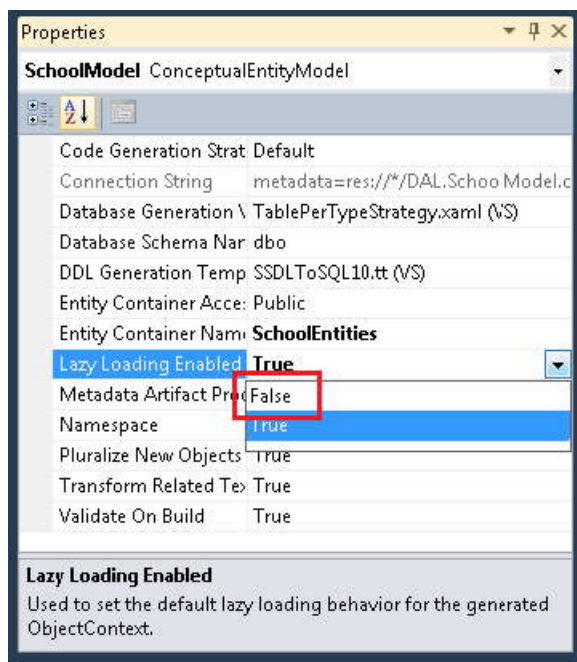 Properties
SchoolModel ConceptualEntityModel
Code Generation Strat Default
Connection String metadata=res://*/DAL.Schoo Model.c
Database Generation \ TablePerTypeStrategy.xaml (VS)
Database Schema Nar dbo
DDL Generation Temp SSDLToSQL10.tt (VS)
Entity Container Acce: Public
Entity Container Nam SchoolEntities
Lazy Loading Enabled True
Metadata Artifact Pro False
Namespace True
Pluralize New Objects True
Transform Related Te True
Validate On Build True
Lazy Loading Enabled
Used to set the default lazy loading behavior for the generated
ObjectContext.